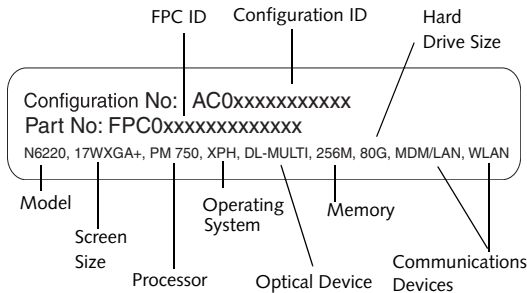 FPC ID
Configuration ID
Hard
Drive Size
Configuration No: AC0xxxxxxxxxxx
Part No: FPC0xxxxxxxxxxxxx
N6220, 17WXGA+, PM 750, XPH, DL-MULTI, 256M, 80G, MDM/LAN, WLAN
Model
Screen
Size
Processor
Operating
System
Optical Device
Memory
Communications
Devices